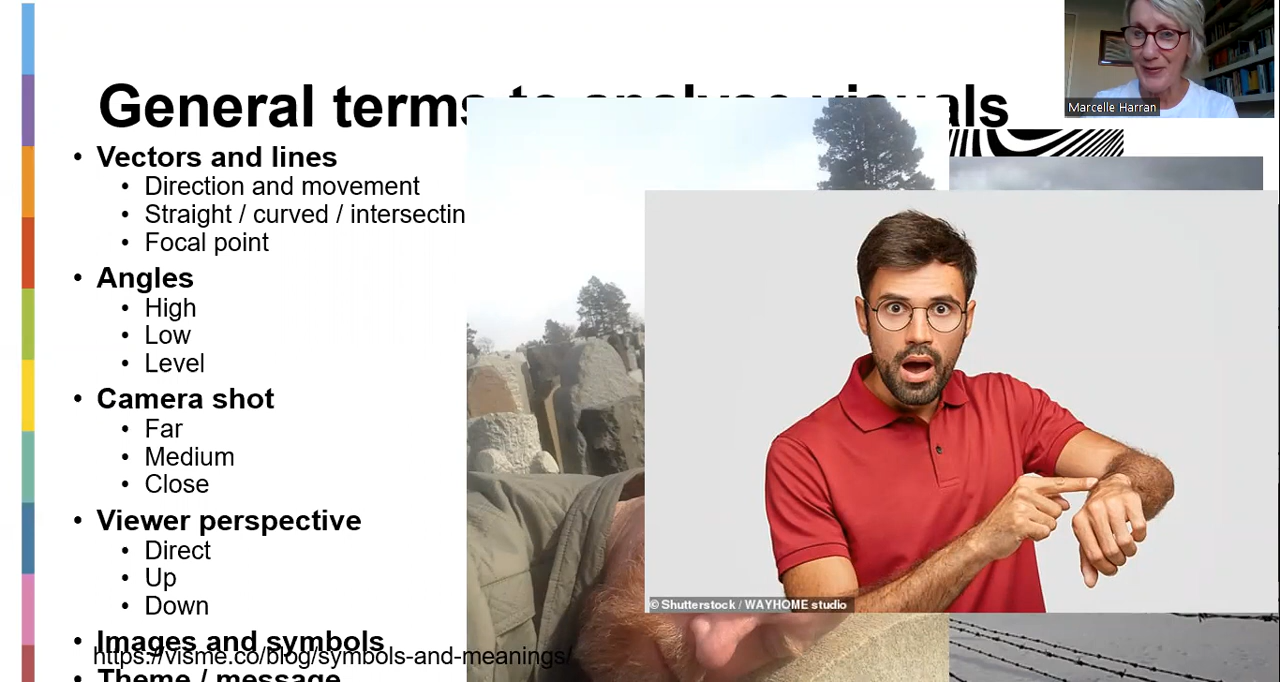 General terms to analyse visuals
• Vectors and lines
• Direction and movement
• Straight / curved / intersectin
• Focal point
• Angles
• High
• Low
• Level
• Camera shot
• Far
• Medium
• Close
• Viewer perspective
• Direct
• Up
• Down
• Images and symbols
https://visme.co/blog/symbols-and-meanings/
• Theme / message
Marcelle Harran
© Shutterstock / WAYHOME studio